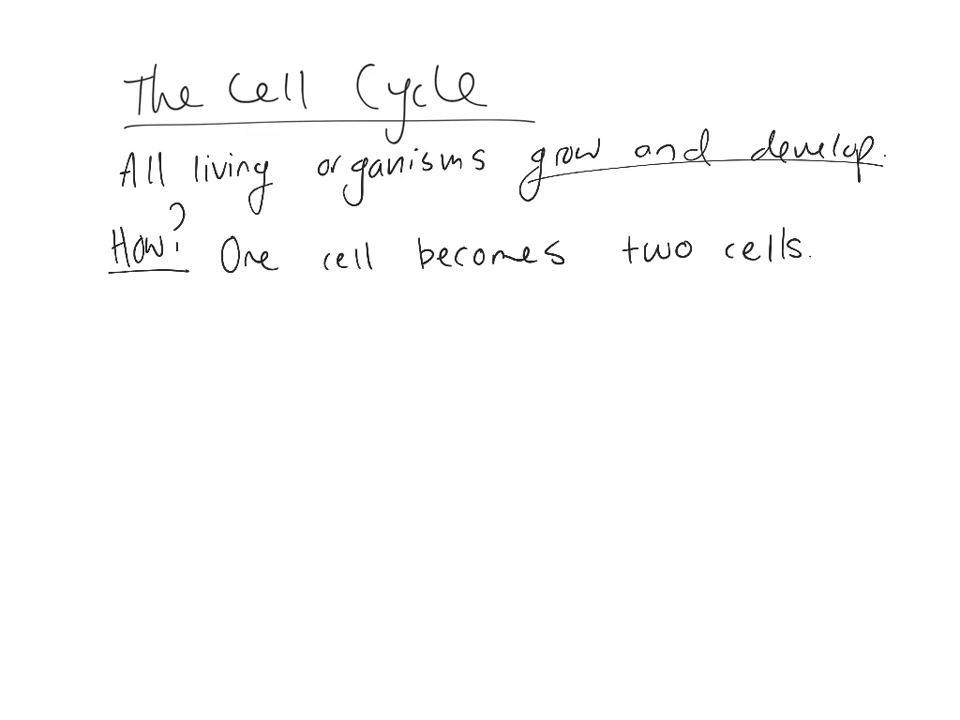 The Cell Cycle
All living organisms grow and develop.
How? One cell becomes two cells.